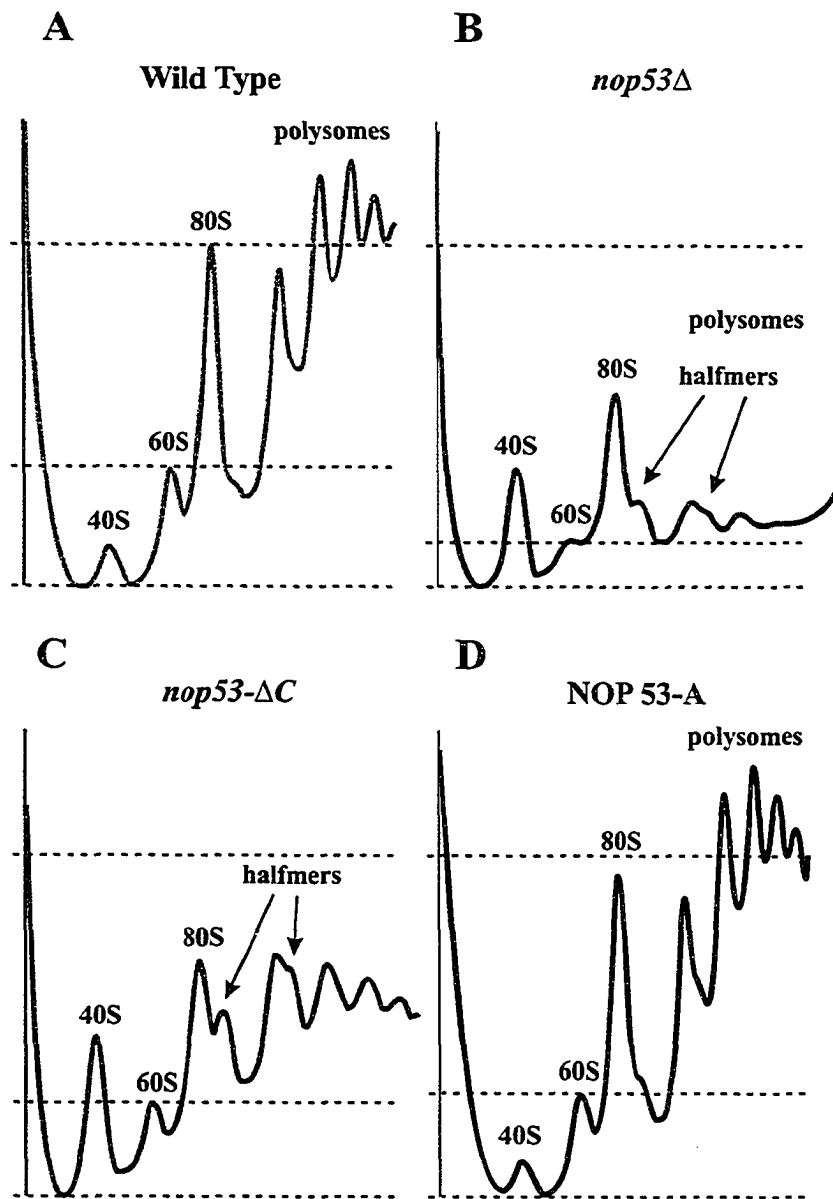 A
Wild Type
polysomes
80S
60S
40S
B
nop53Δ
polysomes
halfmers
80S
40S
60S
C
nop53-ΔC
halfmers
80S
40S
60S
D
NOP 53-A
polysomes
80S
60S
40S